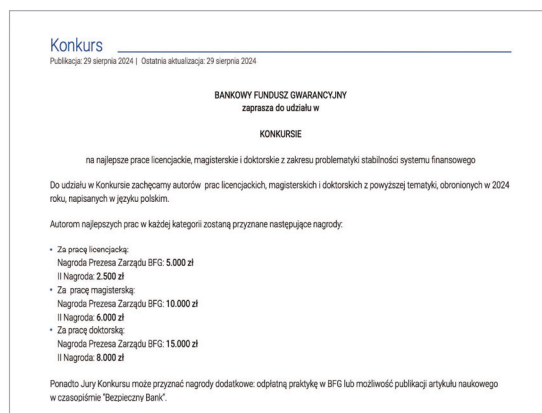 Konkurs
Publikacja: 29 sierpnia 2024 | Ostatnia aktualizacja: 29 sierpnia 2024
BANKOWY FUNDUSZ GWARANCYJNY
zaprasza do udziału w
KONKURSIE
na najlepsze prace licencjackie, magisterskie i doktorskie z zakresu problematyki stabilności systemu finansowego
Do udziału w Konkursie zachęcamy autorów prac licencjackich, magisterskich i doktorskich z powyższej tematyki, obronionych w 2024
roku, napisanych w języku polskim.
Autorom najlepszych prac w każdej kategorii zostaną przyznane następujące nagrody:
• Za pracę licencjacką:
Nagroda Prezesa Zarządu BFG: 5.000 zł
II Nagroda: 2.500 zł
• Za pracę magisterską:
Nagroda Prezesa Zarządu BFG: 10.000 zł
II Nagroda: 6.000 zł
• Za pracę doktorską:
Nagroda Prezesa Zarządu BFG: 15.000 zł
II Nagroda: 8.000 zł
Ponadto Jury Konkursu może przyznać nagrody dodatkowe: odpłatną praktykę w BFG lub możliwość publikacji artykułu naukowego
w czasopiśmie "Bezpieczny Bank".